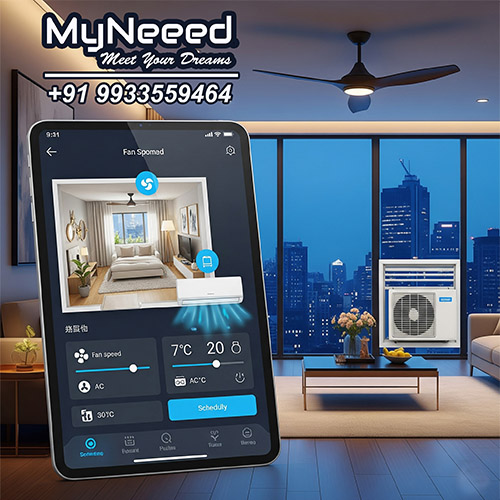 MyNeeed
Meet Your Dreams
+91 9933559464
9:31
Fan Spomad
Fan speed
7°C 20
AC
AC°C
30°C
Schedully